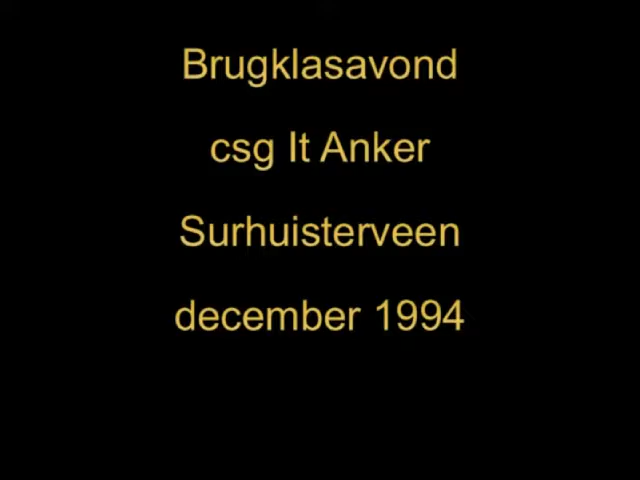 Brugklasavond
csg It Anker
Surhuisterveen
december 1994